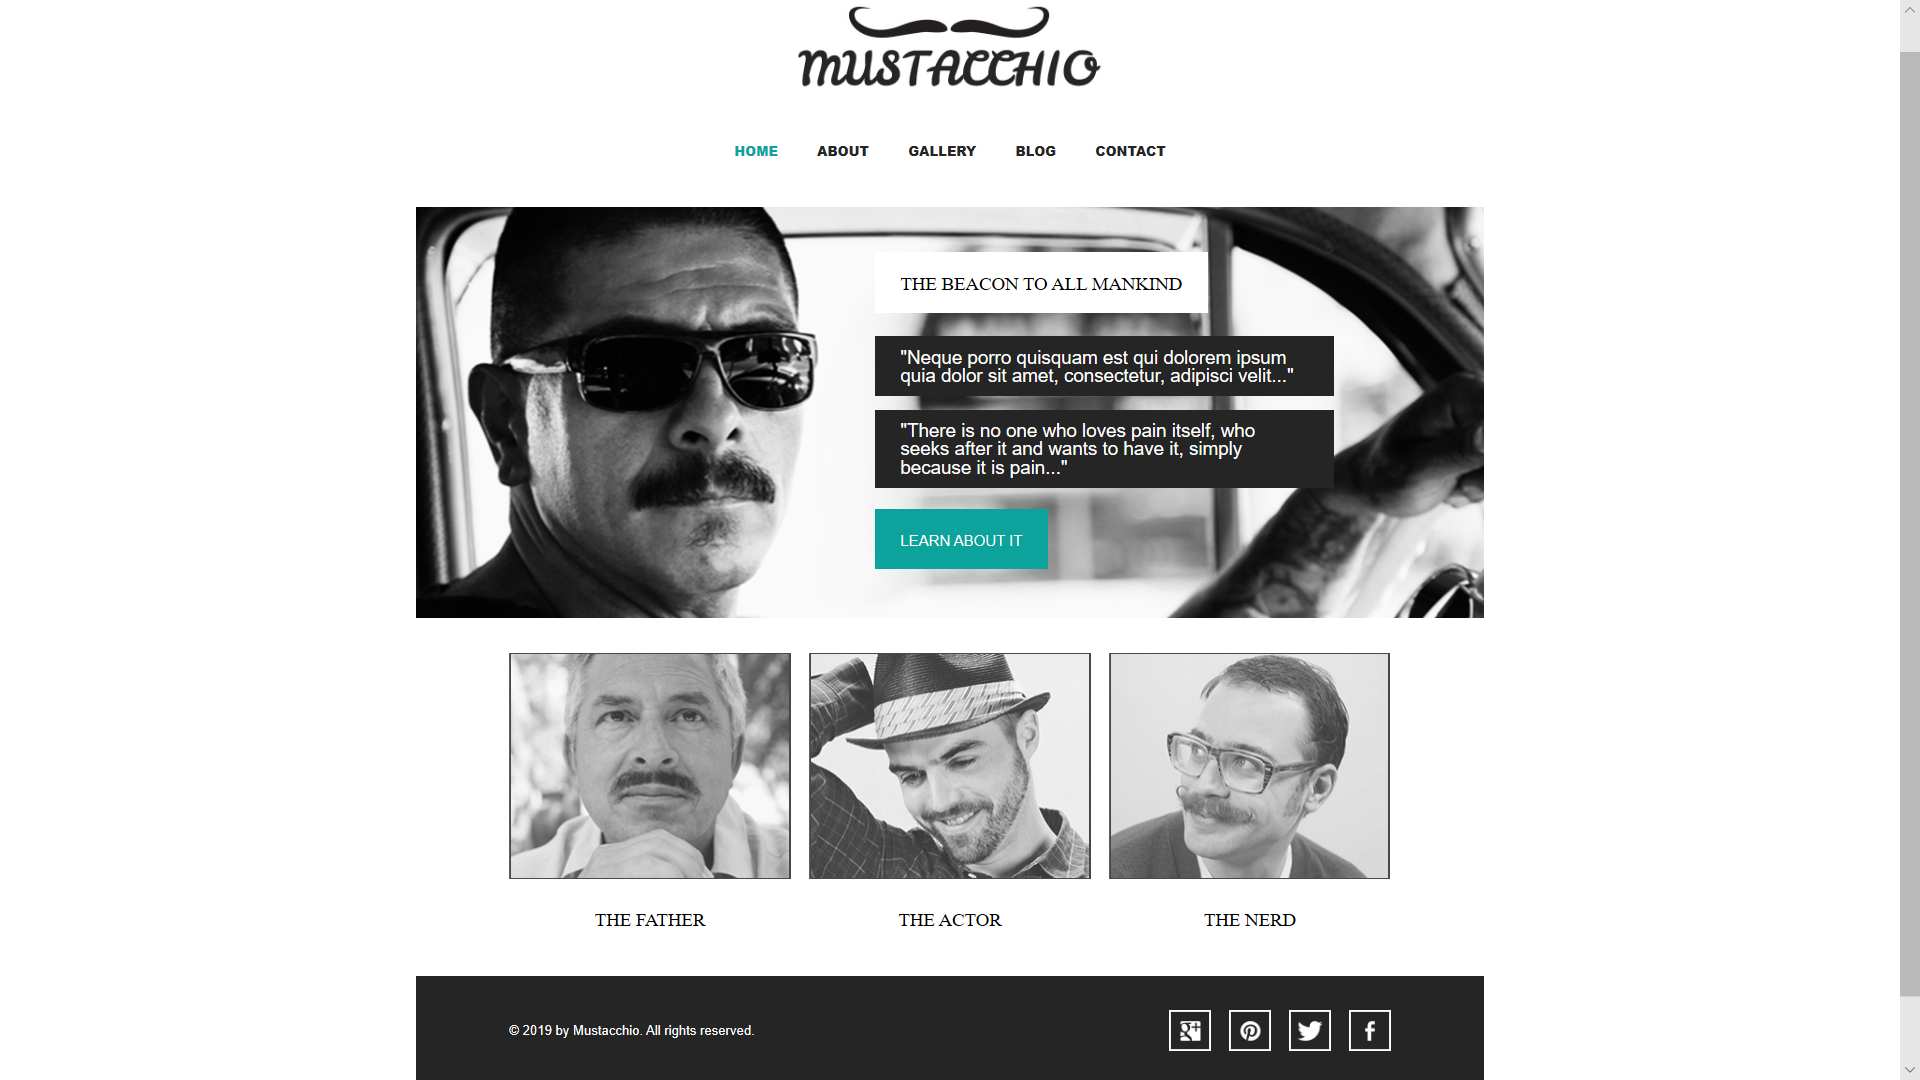 MUSTACCHIO
HOME ABOUT GALLERY BLOG CONTACT
THE BEACON TO ALL MANKIND
"Neque porro quisquam est qui dolorem ipsum
quia dolor sit amet, consectetur, adipisci velit..."
"There is no one who loves pain itself, who
seeks after it and wants to have it, simply
because it is pain..."
LEARN ABOUT IT
THE FATHER THE ACTOR THE NERD
© 2019 by Mustacchio. All rights reserved.